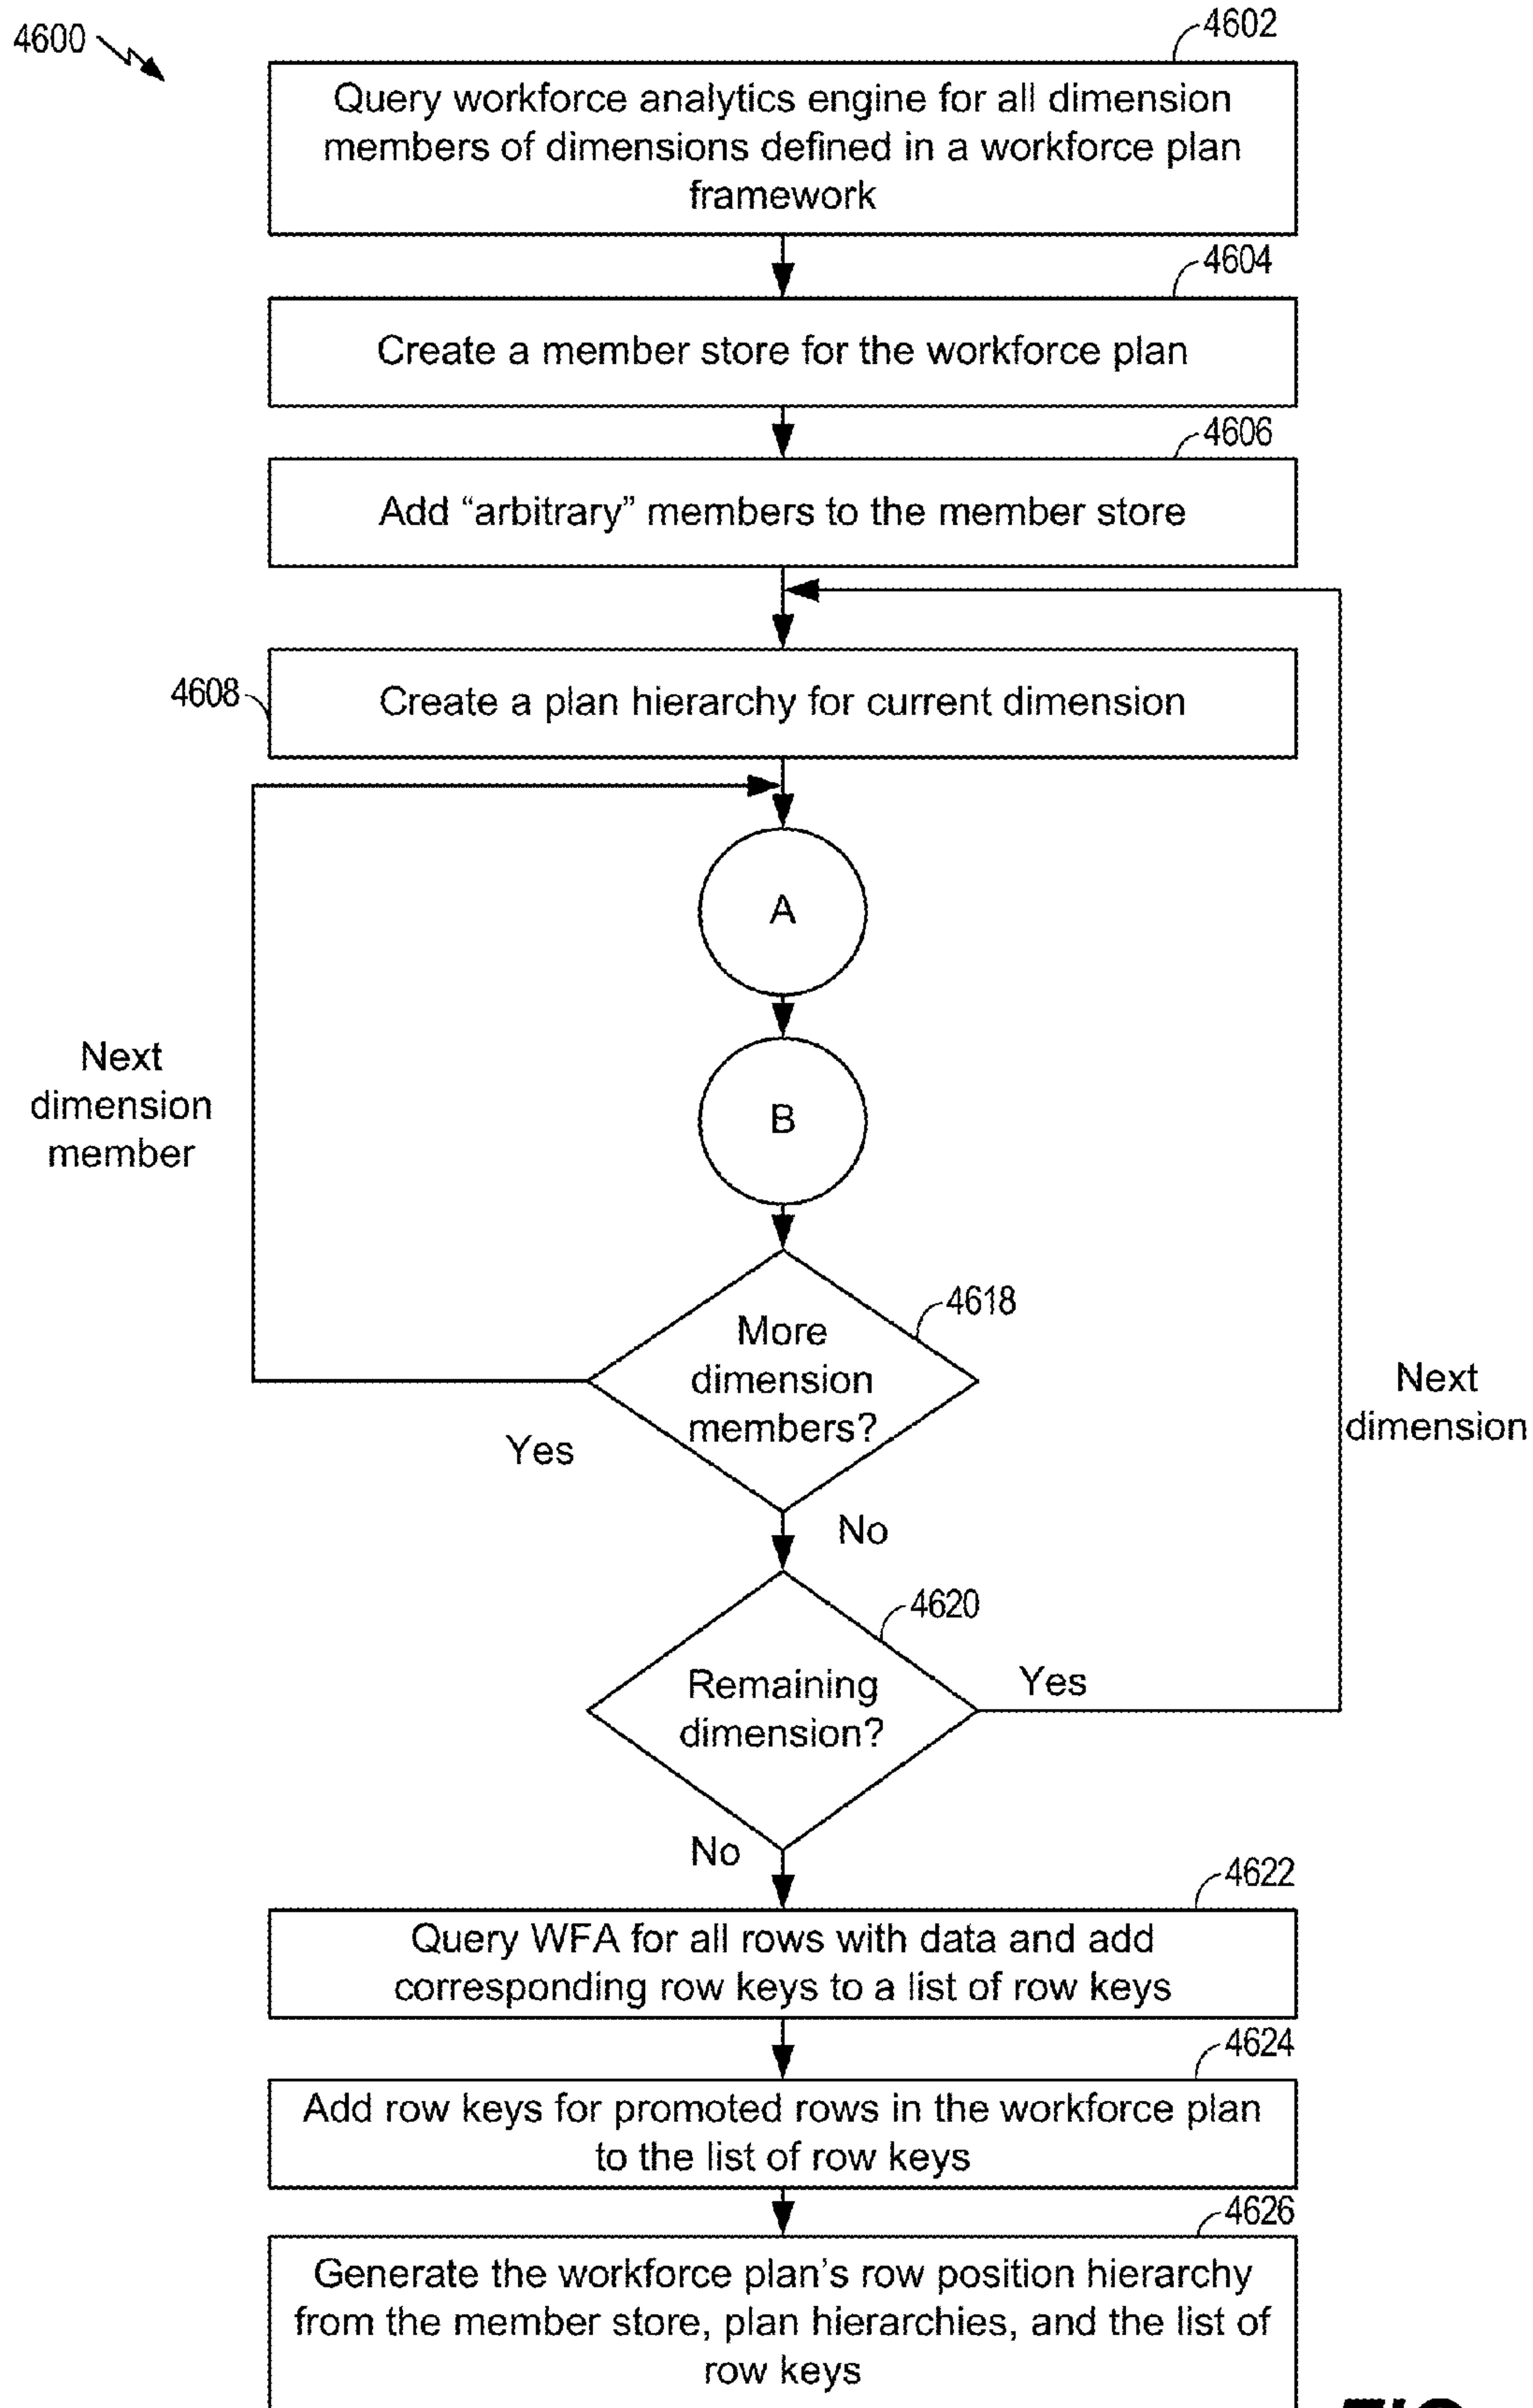 4600
4602
Query workforce analytics engine for all dimension
members of dimensions defined in a workforce plan
framework
4604
Create a member store for the workforce plan
4606
Add “arbitrary” members to the member store
4608
Create a plan hierarchy for current dimension
A
B
Next
dimension
member
4618
More
dimension
members?
Yes
No
Next
dimension
4620
Remaining
dimension?
Yes
No
4622
Query WFA for all rows with data and add
corresponding row keys to a list of row keys
4624
Add row keys for promoted rows in the workforce plan
to the list of row keys
4626
Generate the workforce plan’s row position hierarchy
from the member store, plan hierarchies, and the list of
row keys